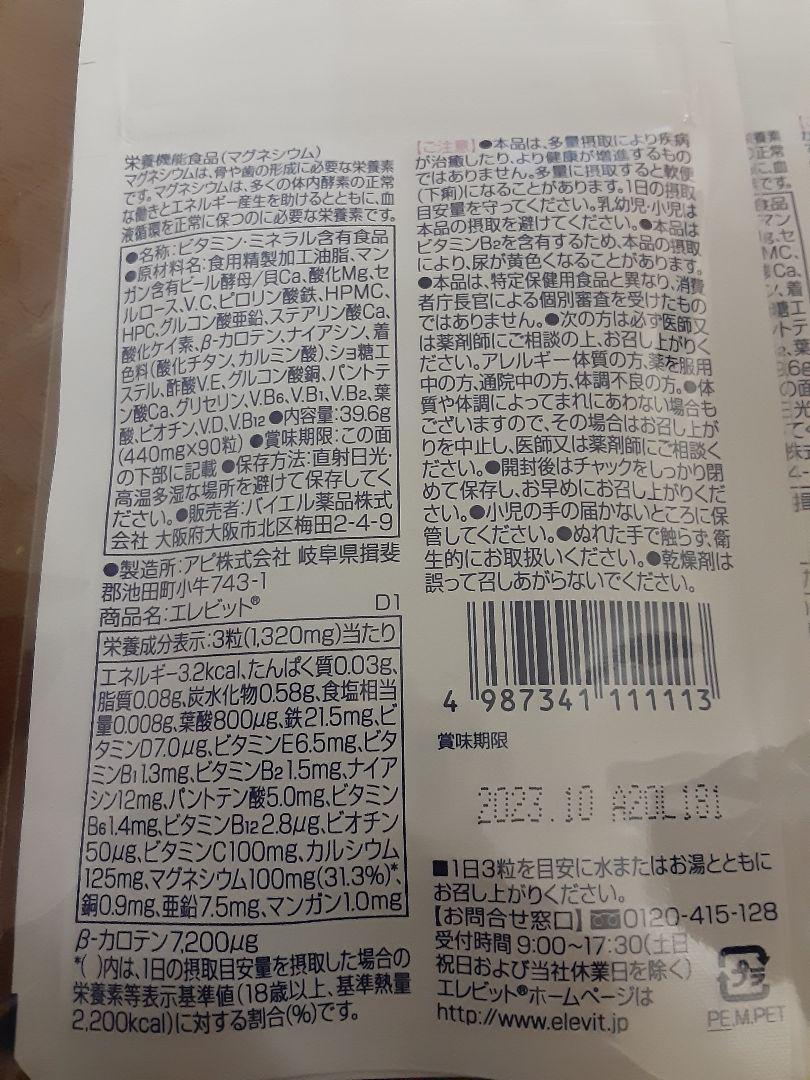 栄養機能食品(マグネシウム)
マグネシウムは、骨や歯の形成に必要な栄養素
です。マグネシウムは、多くの体内酵素の正常
な働きとエネルギー産生を助けるとともに、血
液循環を正常に保つのに必要な栄養素です。
●名称:ビタミン・ミネラル含有食品
●原材料名:食用精製加工油脂、マン
ガン含有ビール酵母/貝Ca、酸化Mg、セ
ルロース、V.C、ピロリン酸鉄、HPMC、
HPC、グルコン酸亜鉛、ステアリン酸Ca、
酸化ケイ素、β-カロテン、ナイアシン、着
色料(酸化チタン、カルミン酸)、ショ糖エ
ステル、酢酸V.E、グルコン酸銅、パントテ
ン酸Ca、グリセリン、V.B6、V.B1、V.B2、葉
酸、ビオチン、V.D、V.B12 ●内容量:39.6g
(440mg×90粒) ●賞味期限:この面
の下部に記載 ●保存方法:直射日光・
高温多湿な場所を避けて保存してく
ださい。●販売者:バイエル薬品株式
会社 大阪府大阪市北区梅田2-4-9
●製造所:アピ株式会社 岐阜県揖斐
郡池田町小牛743-1
商品名:エレビット® D1
栄養成分表示:3粒(1,320mg)当たり
エネルギー3.2kcal、たんぱく質0.03g、
脂質0.08g、炭水化物0.58g、食塩相当
量0.008g、葉酸800μg、鉄21.5mg、ビ
タミンD7.0μg、ビタミンE6.5mg、ビタ
ミンB1 1.3mg、ビタミンB2 1.5mg、ナイア
シン12mg、パントテン酸5.0mg、ビタミン
B6 1.4mg、ビタミンB12 2.8μg、ビオチン
50μg、ビタミンC100mg、カルシウム
125mg、マグネシウム100mg(31.3%)*、
銅0.9mg、亜鉛7.5mg、マンガン1.0mg
β-カロテン7,200μg
*( )内は、1日の摂取目安量を摂取した場合の
栄養素等表示基準値(18歳以上、基準熱量
2,200kcal)に対する割合(%)です。
【ご注意】●本品は、多量摂取により疾病
が治癒したり、より健康が増進するもの
ではありません。多量に摂取すると軟便
(下痢)になることがあります。1日の摂取
目安量を守ってください。乳幼児・小児は
本品の摂取を避けてください。●本品は
ビタミンB2を含有するため、本品の摂取
により、尿が黄色くなることがあります。
●本品は、特定保健用食品と異なり、消費
者庁長官による個別審査を受けたもの
ではありません。●次の方は必ず医師又
は薬剤師にご相談の上、お召し上がりく
ださい。アレルギー体質の方、薬を服用
中の方、通院中の方、体調不良の方。●体
質や体調によってまれにあわない場合も
ございますので、その場合はお召し上が
りを中止し、医師又は薬剤師にご相談く
ださい。●開封後はチャックをしっかり閉
めて保存し、お早めにお召し上がりくだ
さい。●小児の手の届かないところに保
管してください。●ぬれた手で触らず、衛
生的にお取扱いください。●乾燥剤は
誤って召しあがらないでください。
4 987341 111113
賞味期限
2023.10 A20L181
■1日3粒を目安に水またはお湯とともに
お召し上がりください。
【お問合せ窓口】0120-415-128
受付時間 9:00~17:30(土日
祝日および当社休業日を除く)
エレビット®ホームページは
http://www.elevit.jp
プラ
PE,M,PET